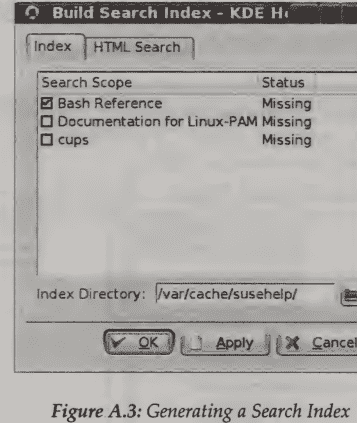 Build Search Index - KDE
Index HTML Search
Search Scope Status
Bash Reference Missing
Documentation for Linux-PAM Missing
cups Missing
Index Directory: /var/cache/susehelp/
OK Apply Cancel
Figure A.3: Generating a Search Index